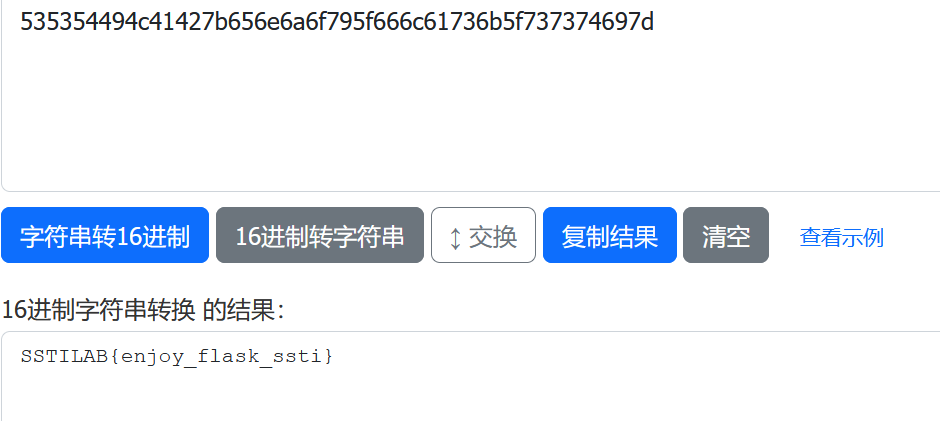 535354494c41427b656e6a6f795f666c61736b5f737374697d
字符串转16进制 16进制转字符串 ↕ 交换 复制结果 清空 查看示例
16进制字符串转换 的结果：
SSTILAB{enjoy_flask_ssti}